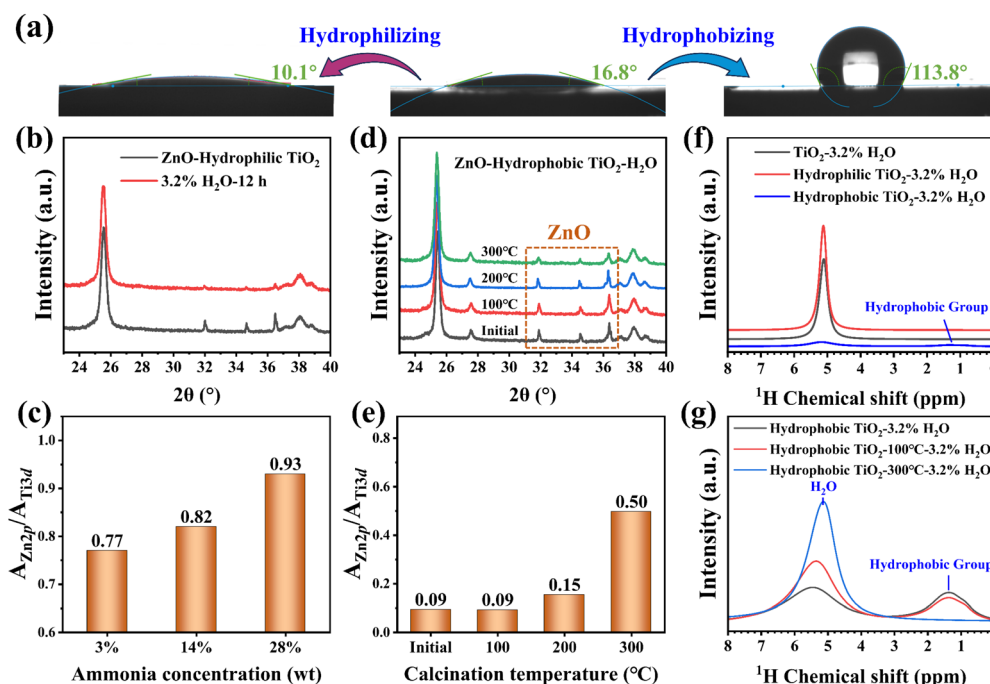 (a)
Hydrophilizing
Hydrophobizing
10.1°
16.8°
113.8°
(b)
ZnO-Hydrophilic TiO₂
3.2% H₂O-12 h
Intensity (a.u.)
24 26 28 30 32 34 36 38 40
2θ (°)
(d)
ZnO-Hydrophobic TiO₂-H₂O
ZnO
300°C
200°C
100°C
Initial
Intensity (a.u.)
24 26 28 30 32 34 36 38 40
2θ (°)
(f)
TiO₂-3.2% H₂O
Hydrophilic TiO₂-3.2% H₂O
Hydrophobic TiO₂-3.2% H₂O
Hydrophobic Group
Intensity (a.u.)
8 7 6 5 4 3 2 1 0
¹H Chemical shift (ppm)
(c)
A_Zn2p/A_Ti3d
1.0
0.9
0.8
0.7
0.6
0.77
0.82
0.93
3% 14% 28%
Ammonia concentration (wt)
(e)
A_Zn2p/A_Ti3d
0.8
0.6
0.4
0.2
0.0
0.09
0.09
0.15
0.50
Initial 100 200 300
Calcination temperature (°C)
(g)
Hydrophobic TiO₂-3.2% H₂O
Hydrophobic TiO₂-100°C-3.2% H₂O
Hydrophobic TiO₂-300°C-3.2% H₂O
H₂O
Hydrophobic Group
Intensity (a.u.)
8 7 6 5 4 3 2 1 0
¹H Chemical shift (ppm)